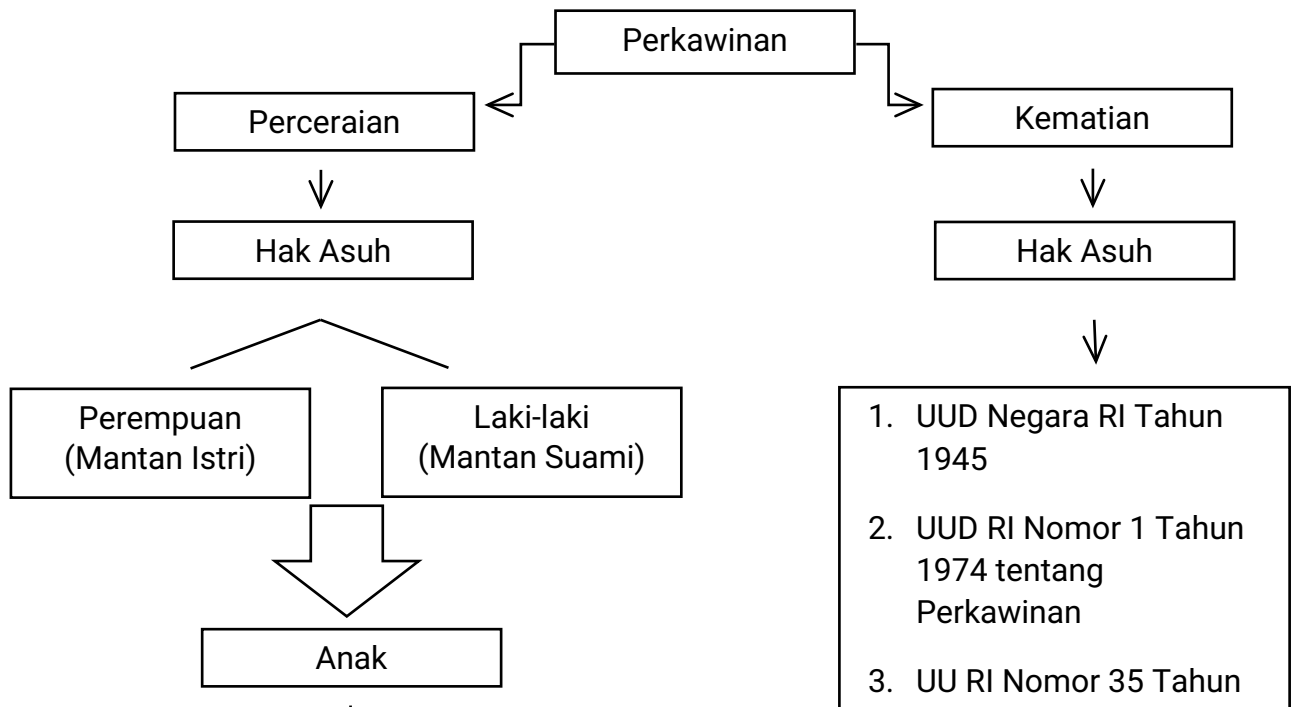 Perkawinan
Perceraian
Kematian
Hak Asuh
Hak Asuh
Perempuan
(Mantan Istri)
Laki-laki
(Mantan Suami)
Anak
1. UUD Negara RI Tahun
1945
2. UUD RI Nomor 1 Tahun
1974 tentang
Perkawinan
3. UU RI Nomor 35 Tahun